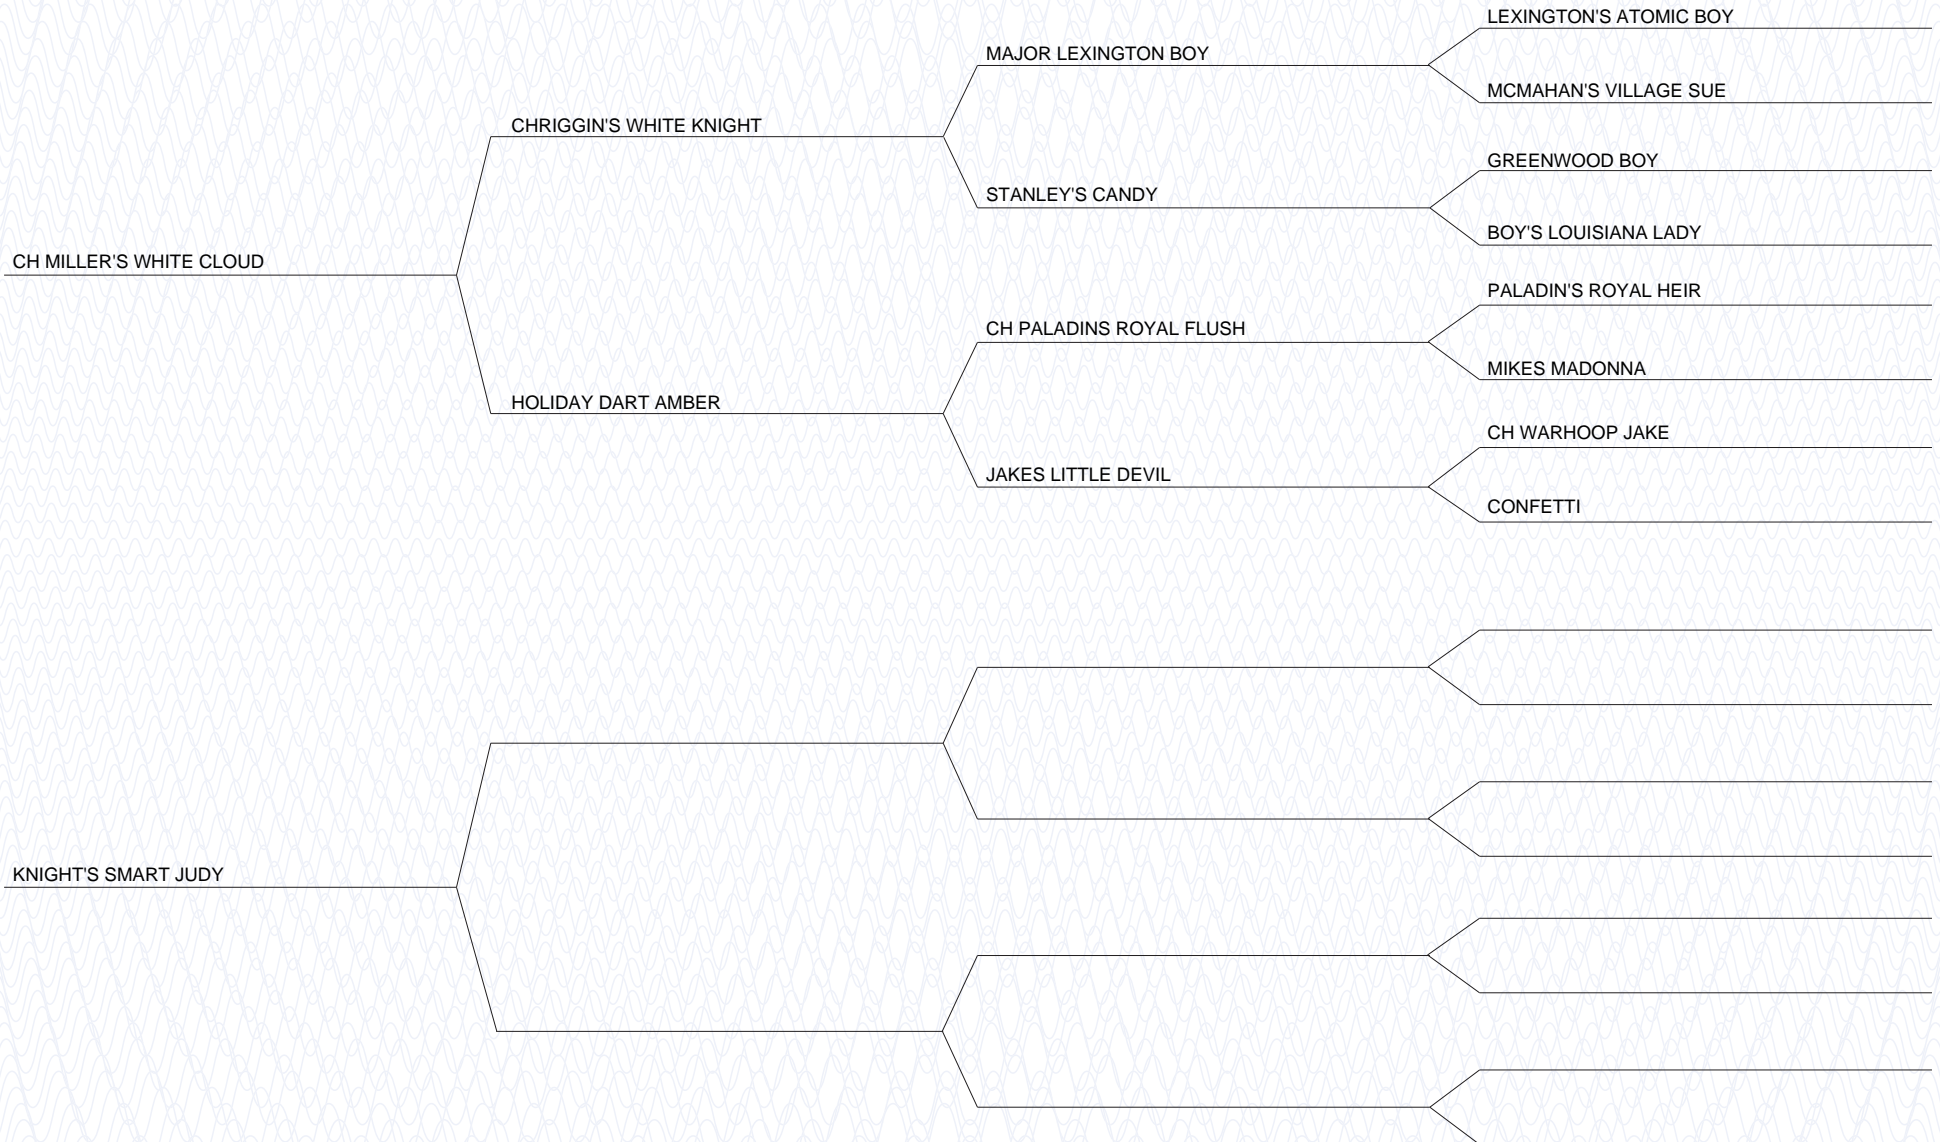 LEXINGTON'S ATOMIC BOY
MAJOR LEXINGTON BOY
MCMAHAN'S VILLAGE SUE
CHRIGGIN'S WHITE KNIGHT
GREENWOOD BOY
STANLEY'S CANDY
BOY'S LOUISIANA LADY
CH MILLER'S WHITE CLOUD
PALADIN'S ROYAL HEIR
CH PALADINS ROYAL FLUSH
MIKES MADONNA
HOLIDAY DART AMBER
CH WARHOOP JAKE
JAKES LITTLE DEVIL
CONFETTI
KNIGHT'S SMART JUDY